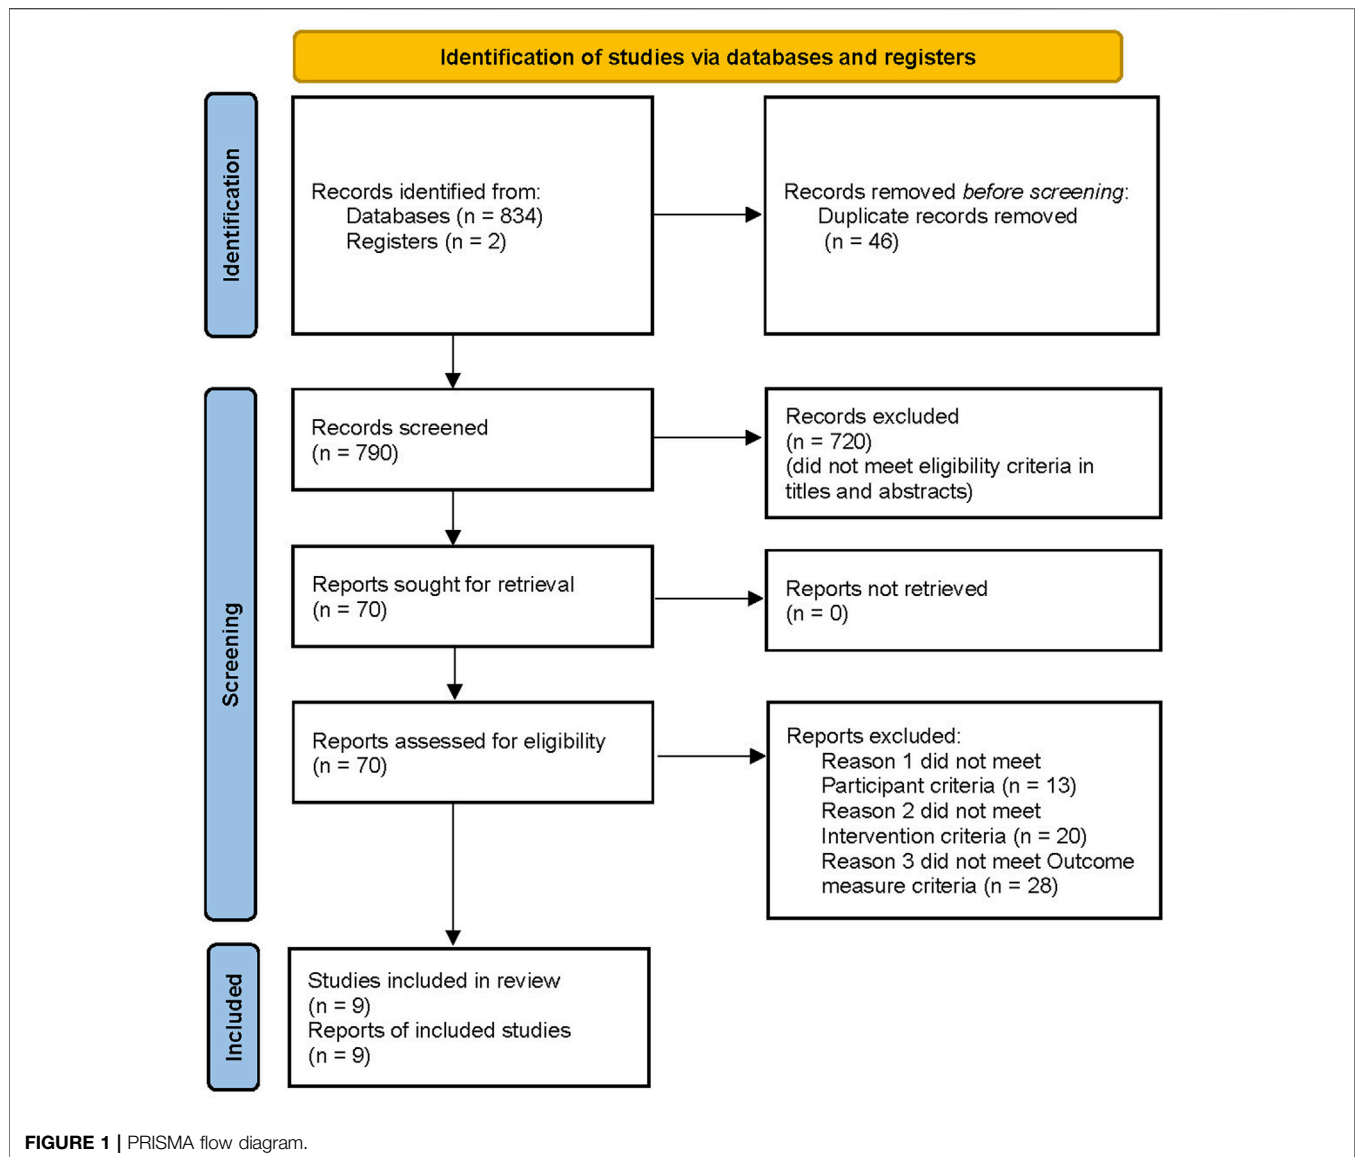 Identification of studies via databases and registers
Identification
Records identified from:
Databases (n = 834)
Registers (n = 2)
Records removed before screening:
Duplicate records removed
(n = 46)
Screening
Records screened
(n = 790)
Records excluded
(n = 720)
(did not meet eligibility criteria in
titles and abstracts)
Reports sought for retrieval
(n = 70)
Reports not retrieved
(n = 0)
Reports assessed for eligibility
(n = 70)
Reports excluded:
Reason 1 did not meet
Participant criteria (n = 13)
Reason 2 did not meet
Intervention criteria (n = 20)
Reason 3 did not meet Outcome
measure criteria (n = 28)
Included
Studies included in review
(n = 9)
Reports of included studies
(n = 9)
FIGURE 1 | PRISMA flow diagram.